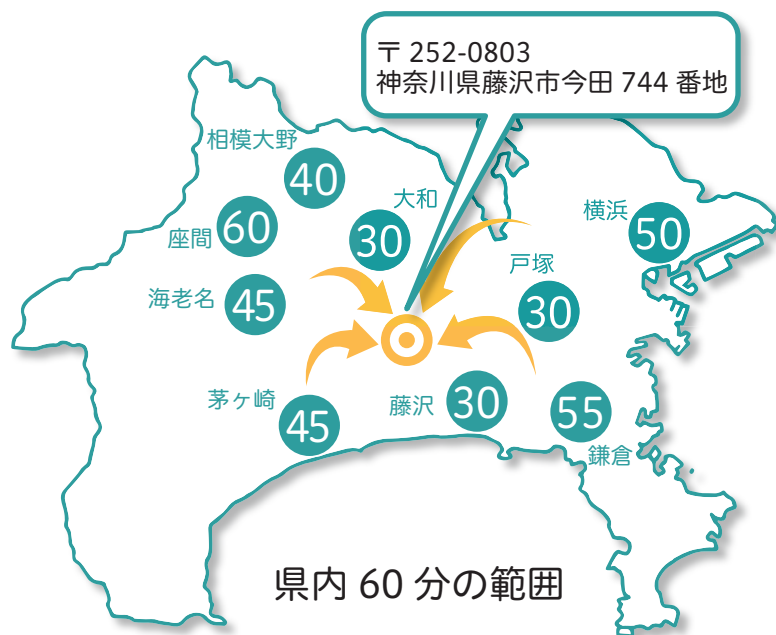 〒 252-0803
神奈川県藤沢市今田 744 番地
相模大野
40
大和
30
座間
60
横浜
50
戸塚
30
海老名
45
茅ヶ崎
45
藤沢
30
55
鎌倉
県内 60 分の範囲